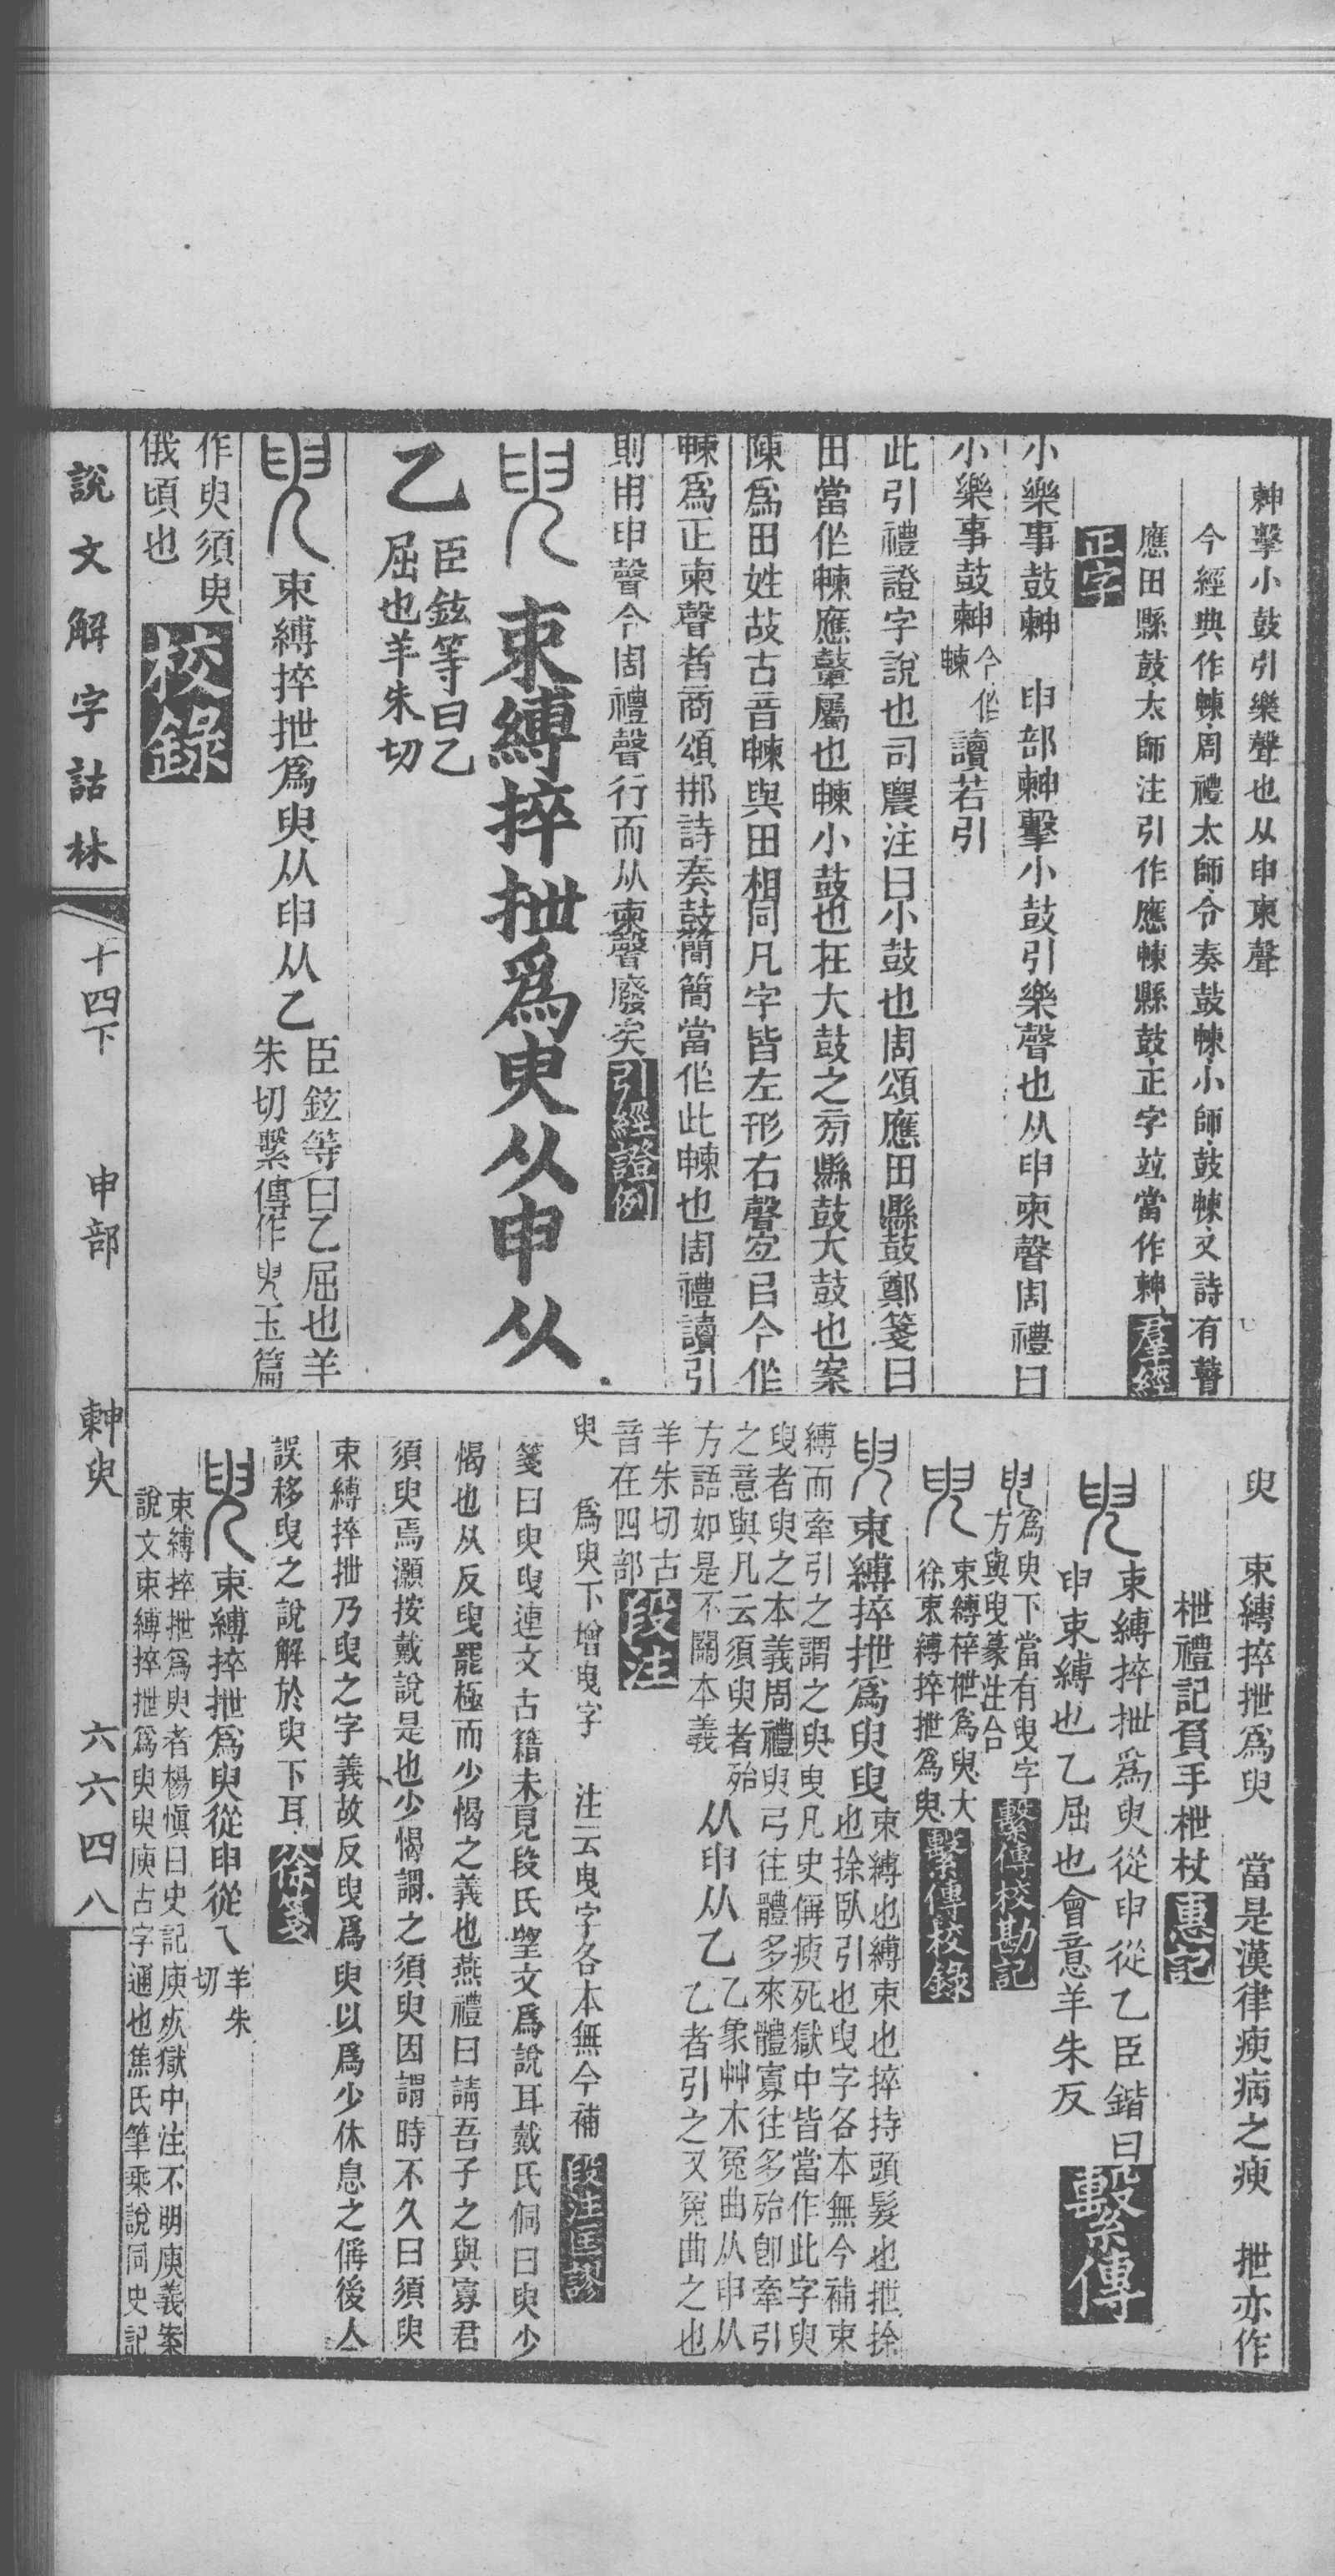 𣌾擊小鼓引樂聲也从申柬聲
今經典作㯥周禮太師令奏鼓㯥小師鼓㯥又詩有瞽
應田縣鼓太師注引作應㯥縣鼓正字竝當作𣌾羣經
正字
小樂事鼓𣌾　申部𣌾擊小鼓引樂聲也从申柬聲周禮曰
小樂事鼓𣌾今作㯥讀若引
此引禮證字說也司農注曰小鼓也周頌應田縣鼓鄭箋曰
田當作㯥應鼙屬也㯥小鼓也在大鼓之旁縣鼓大鼓也案
陳爲田姓故古音㯥與田相同凡字皆左形右聲
㯥爲正柬聲者商頌那詩奏鼓簡簡當作此㯥也周禮讀引
則用申聲今周禮聲行而从柬聲廢矣引經證例
臾束縛捽抴爲臾从申从
乙臣鉉等曰乙屈也羊朱切
臾束縛捽抴爲臾从申从乙臣鉉等曰乙屈也羊朱切繫傳作臾玉篇
作臾須臾俄頃也校錄
臾　束縛捽抴爲臾　當是漢律瘐病之瘐　抴亦作
枻禮記負手枻杖惠記
臾束縛捽抴爲臾從申從乙臣鍇曰
申束縛也乙屈也會意羊朱反繫傳
臾爲臾下當有曳字方與曳篆注合繫傳校勘記
臾束縛捽枻爲臾大徐束縛捽抴爲臾繫傳校錄
臾束縛捽抴爲臾曳束縛也縛束也捽持頭髮也抴捈也捈臥引也曳字各本無今補束
縛而牽引之謂之臾曳凡史偁瘐死獄中皆當作此字臾
曳者臾之本義周禮臾弓往體多來體寡往多殆卽牽引
之意與凡云須臾者殆
方語如是不關本義从申从乙乙象艸木冤曲从申从乙者引之又冤曲之也
羊朱切古音在四部段注
臾　爲臾下增曳字　注云曳字各本無今補段注匡謬
箋曰臾曳連文古籍未見段氏望文爲說耳戴氏侗曰臾少
愒也从反曳罷極而少愒之義也燕禮曰請吾子之與寡君
須臾焉灝按戴說是也少愒謂之須臾因謂時不久曰須臾
束縛捽抴乃曳之字義故反曳爲臾以爲少休息之偁後人
誤移曳之說解於臾下耳徐箋
臾束縛捽抴爲臾從申從乀羊朱切
束縛捽抴爲臾者楊愼曰史記庾㽱獄中注不明庾義案
說文束縛捽抴爲臾臾庾古字通也焦氏筆乘說同史記
說文解字詁林　十四下　申部　𣌾臾　六六四八